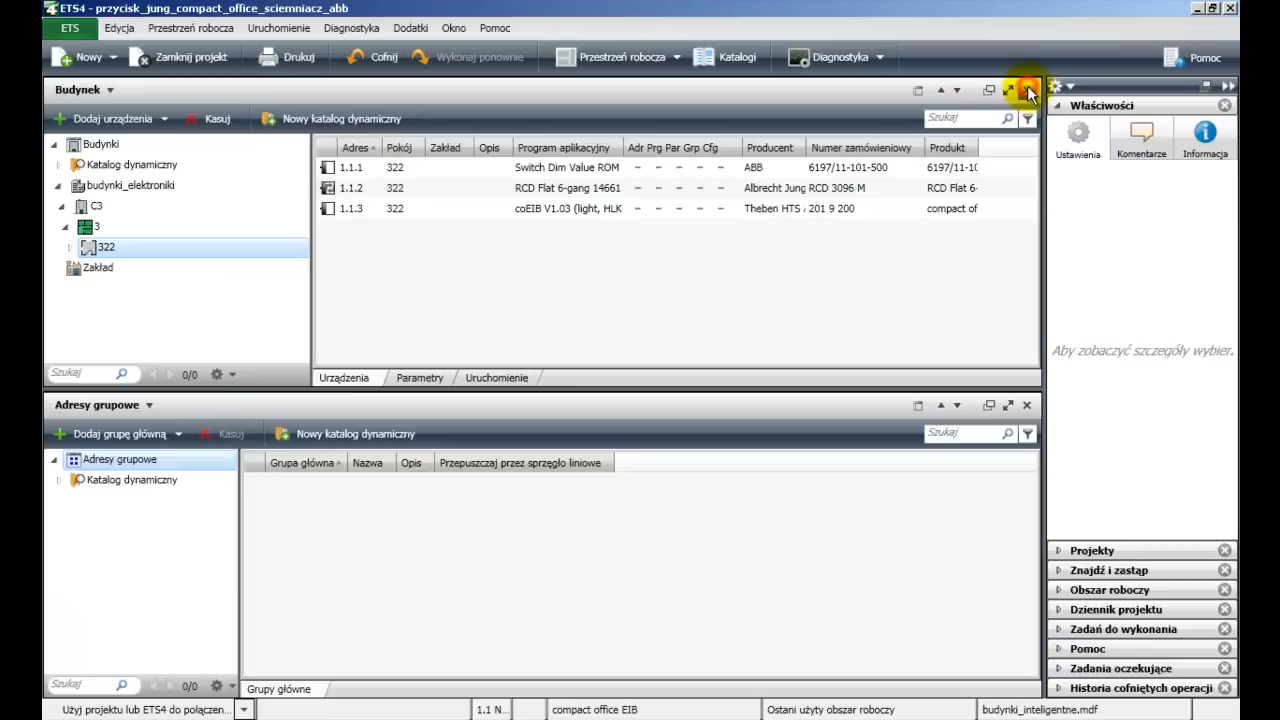 ETS4 - przycisk_jung_compact_office_sciemniacz_abb
ETS Edycja Przestrzeń robocza Uruchomienie Diagnostyka Dodatki Okno Pomoc
Nowy Zamknij projekt Drukuj Cofnij Wykonaj ponownie Przestrzeń robocza Katalogi Diagnostyka Pomoc
Budynek
Dodaj urządzenia Kasuj Nowy katalog dynamiczny Szukaj
Budynki
Katalog dynamiczny
budynki_elektroniki
C3
3
322
Zakład
Szukaj 0/0
Adres Pokój Zakład Opis Program aplikacyjny Adr Prg Par Grp Cfg Producent Numer zamówieniowy Produkt
1.1.1 322 Switch Dim Value ROM – – – – – ABB 6197/11-101-500 6197/11-10
1.1.2 322 RCD Flat 6-gang 14661 – – – – – Albrecht Jung RCD 3096 M RCD Flat 6-
1.1.3 322 coEIB V1.03 (light, HLK – – – – – Theben HTS 201 9 200 compact of
Urządzenia Parametry Uruchomienie
Adresy grupowe
Dodaj grupę główną Kasuj Nowy katalog dynamiczny Szukaj
Adresy grupowe
Katalog dynamiczny
Szukaj 0/0
Grupa główna Nazwa Opis Przepuszczaj przez sprzęgło liniowe
Grupy główne
Właściwości
Ustawienia Komentarze Informacja
Aby zobaczyć szczegóły wybier.
Projekty
Znajdź i zastąp
Obszar roboczy
Dziennik projektu
Zadań do wykonania
Pomoc
Zadania oczekujące
Historia cofniętych operacji
Użyj projektu lub ETS4 do połączen... 1.1 N... compact office EIB Ostani użyty obszar roboczy budynki_inteligentne.mdf